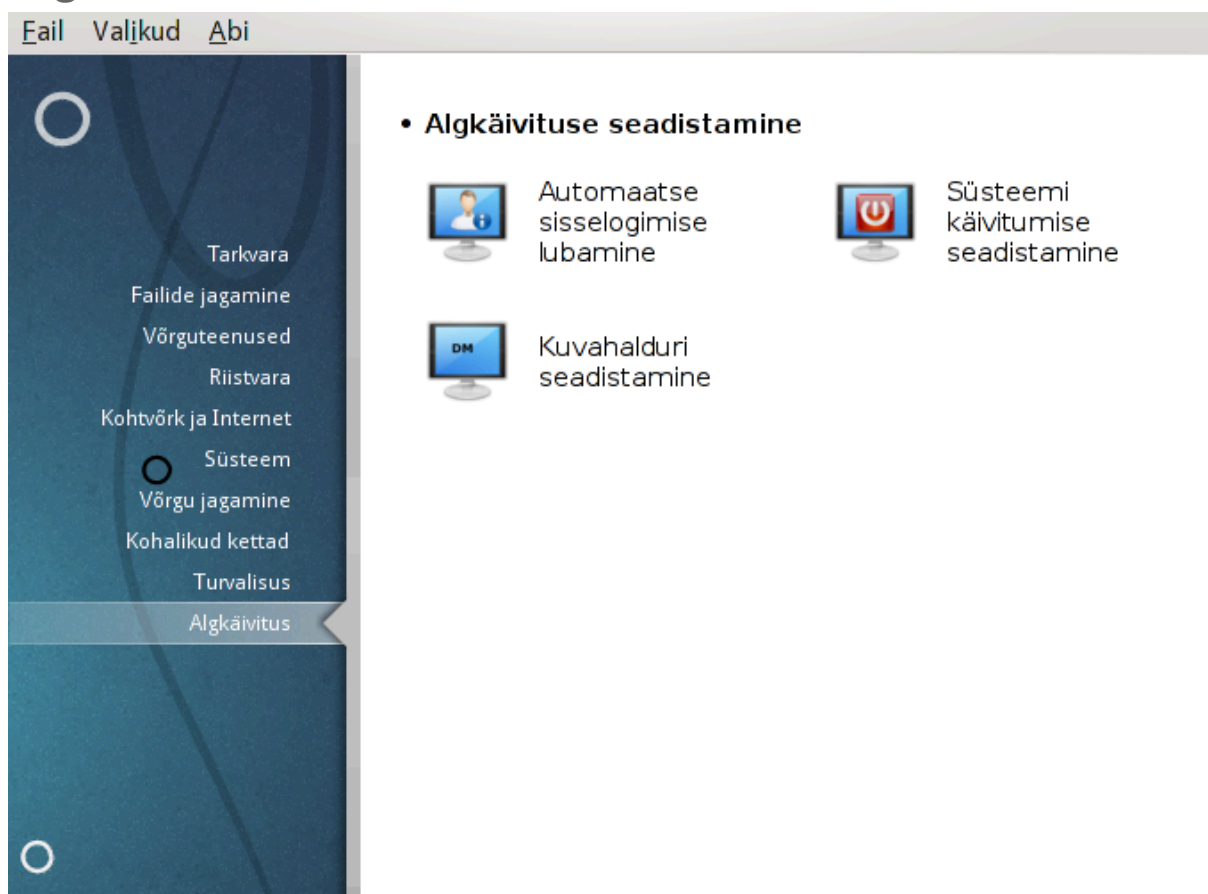 Fail Valikud Abi
Tarkvara
Failide jagamine
Võrguteenused
Riistvara
Kohtvõrk ja Internet
Süsteem
Võrgu jagamine
Kohalikud kettad
Turvalisus
Algkäivitus
• Algkäivituse seadistamine
Automaatse
sisselogimise
lubamine
Süsteemi
käivitumise
seadistamine
DM
Kuvahalduri
seadistamine